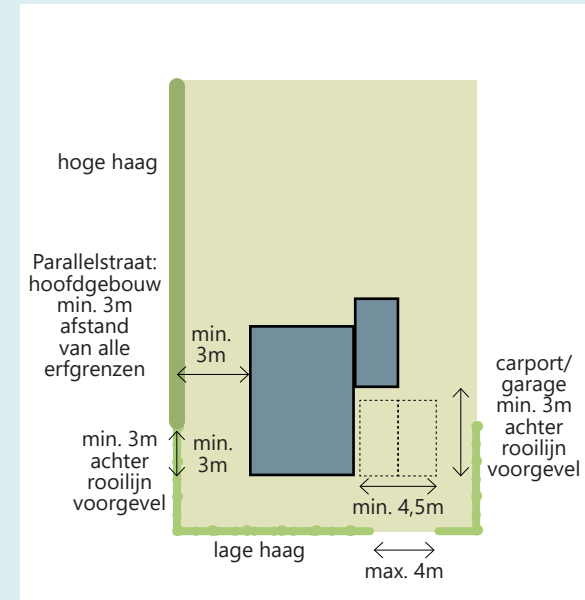 hoge haag
Parallelstraat:
hoofdgebouw
min. 3m
afstand
van alle
erfgrenzen
min.
3m
min. 3m
achter
rooilijn
voorgevel
min.
3m
carport/
garage
min. 3m
achter
rooilijn
voorgevel
min. 4,5m
lage haag
max. 4m